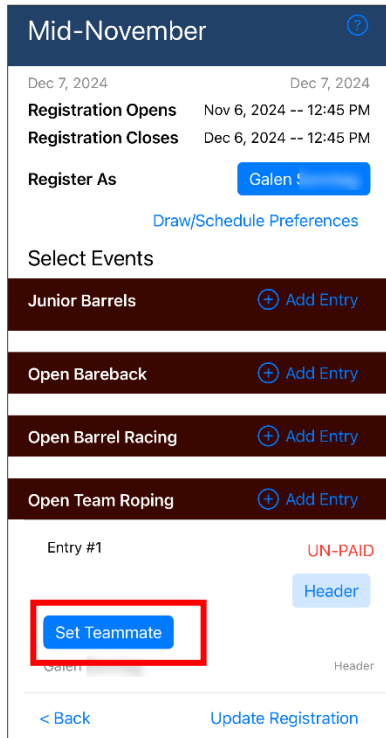 Mid-November
?
Dec 7, 2024 Dec 7, 2024
Registration Opens Nov 6, 2024 -- 12:45 PM
Registration Closes Dec 6, 2024 -- 12:45 PM
Register As Galen
Draw/Schedule Preferences
Select Events
Junior Barrels + Add Entry
Open Bareback + Add Entry
Open Barrel Racing + Add Entry
Open Team Roping + Add Entry
Entry #1 UN-PAID
Header
Set Teammate
Galen Header
< Back Update Registration